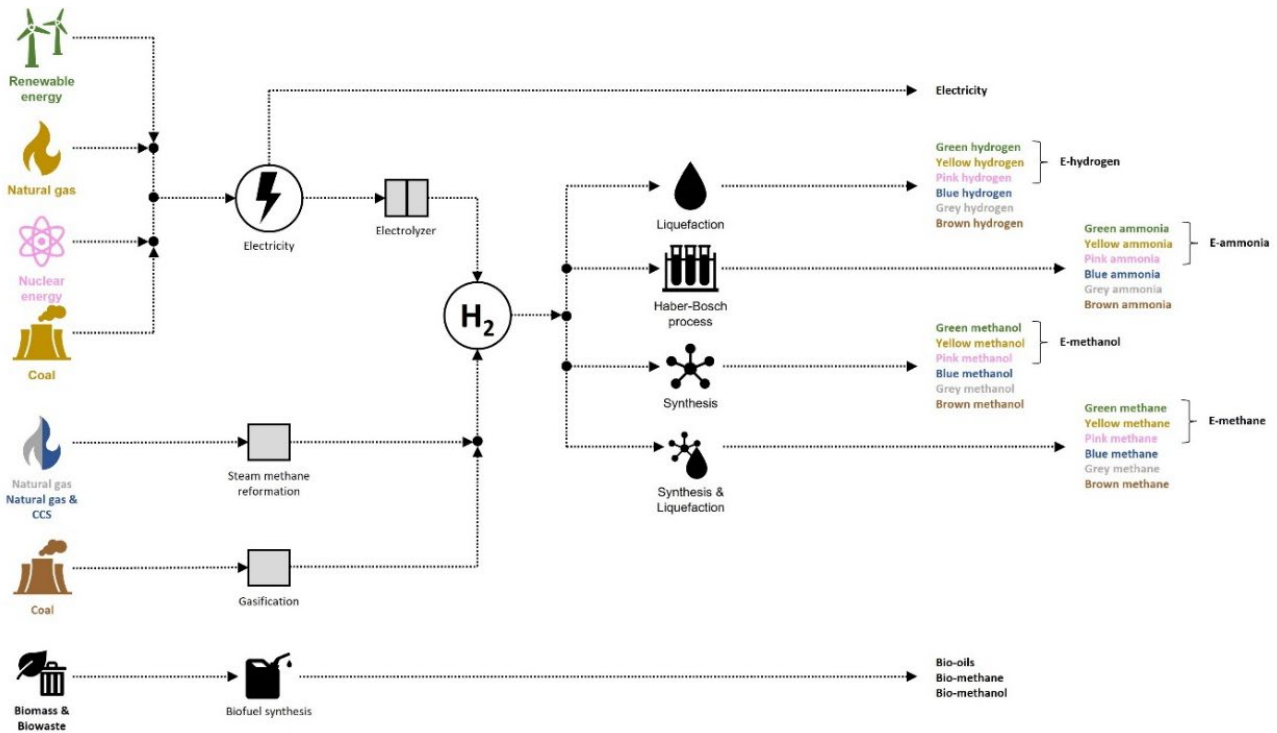 Renewable
energy
Natural gas
Nuclear
energy
Coal
Natural gas
Natural gas &
CCS
Coal
Biomass &
Biowaste
Electricity
Electrolyzer
Steam methane
reformation
Gasification
Biofuel synthesis
H2
Liquefaction
Haber-Bosch
process
Synthesis
Synthesis &
Liquefaction
Electricity
Green hydrogen
Yellow hydrogen
Pink hydrogen
Blue hydrogen
Grey hydrogen
Brown hydrogen
E-hydrogen
Green ammonia
Yellow ammonia
Pink ammonia
Blue ammonia
Grey ammonia
Brown ammonia
E-ammonia
Green methanol
Yellow methanol
Pink methanol
Blue methanol
Grey methanol
Brown methanol
E-methanol
Green methane
Yellow methane
Pink methane
Blue methane
Grey methane
Brown methane
E-methane
Bio-oils
Bio-methane
Bio-methanol